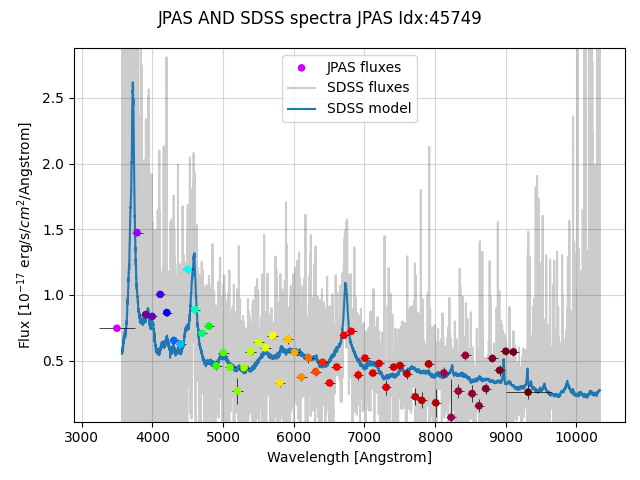 JPAS AND SDSS spectra JPAS Idx:45749
JPAS fluxes
SDSS fluxes
SDSS model
Flux [10⁻¹⁷ erg/s/cm²/Angstrom]
2.5
2.0
1.5
1.0
0.5
3000 4000 5000 6000 7000 8000 9000 10000
Wavelength [Angstrom]